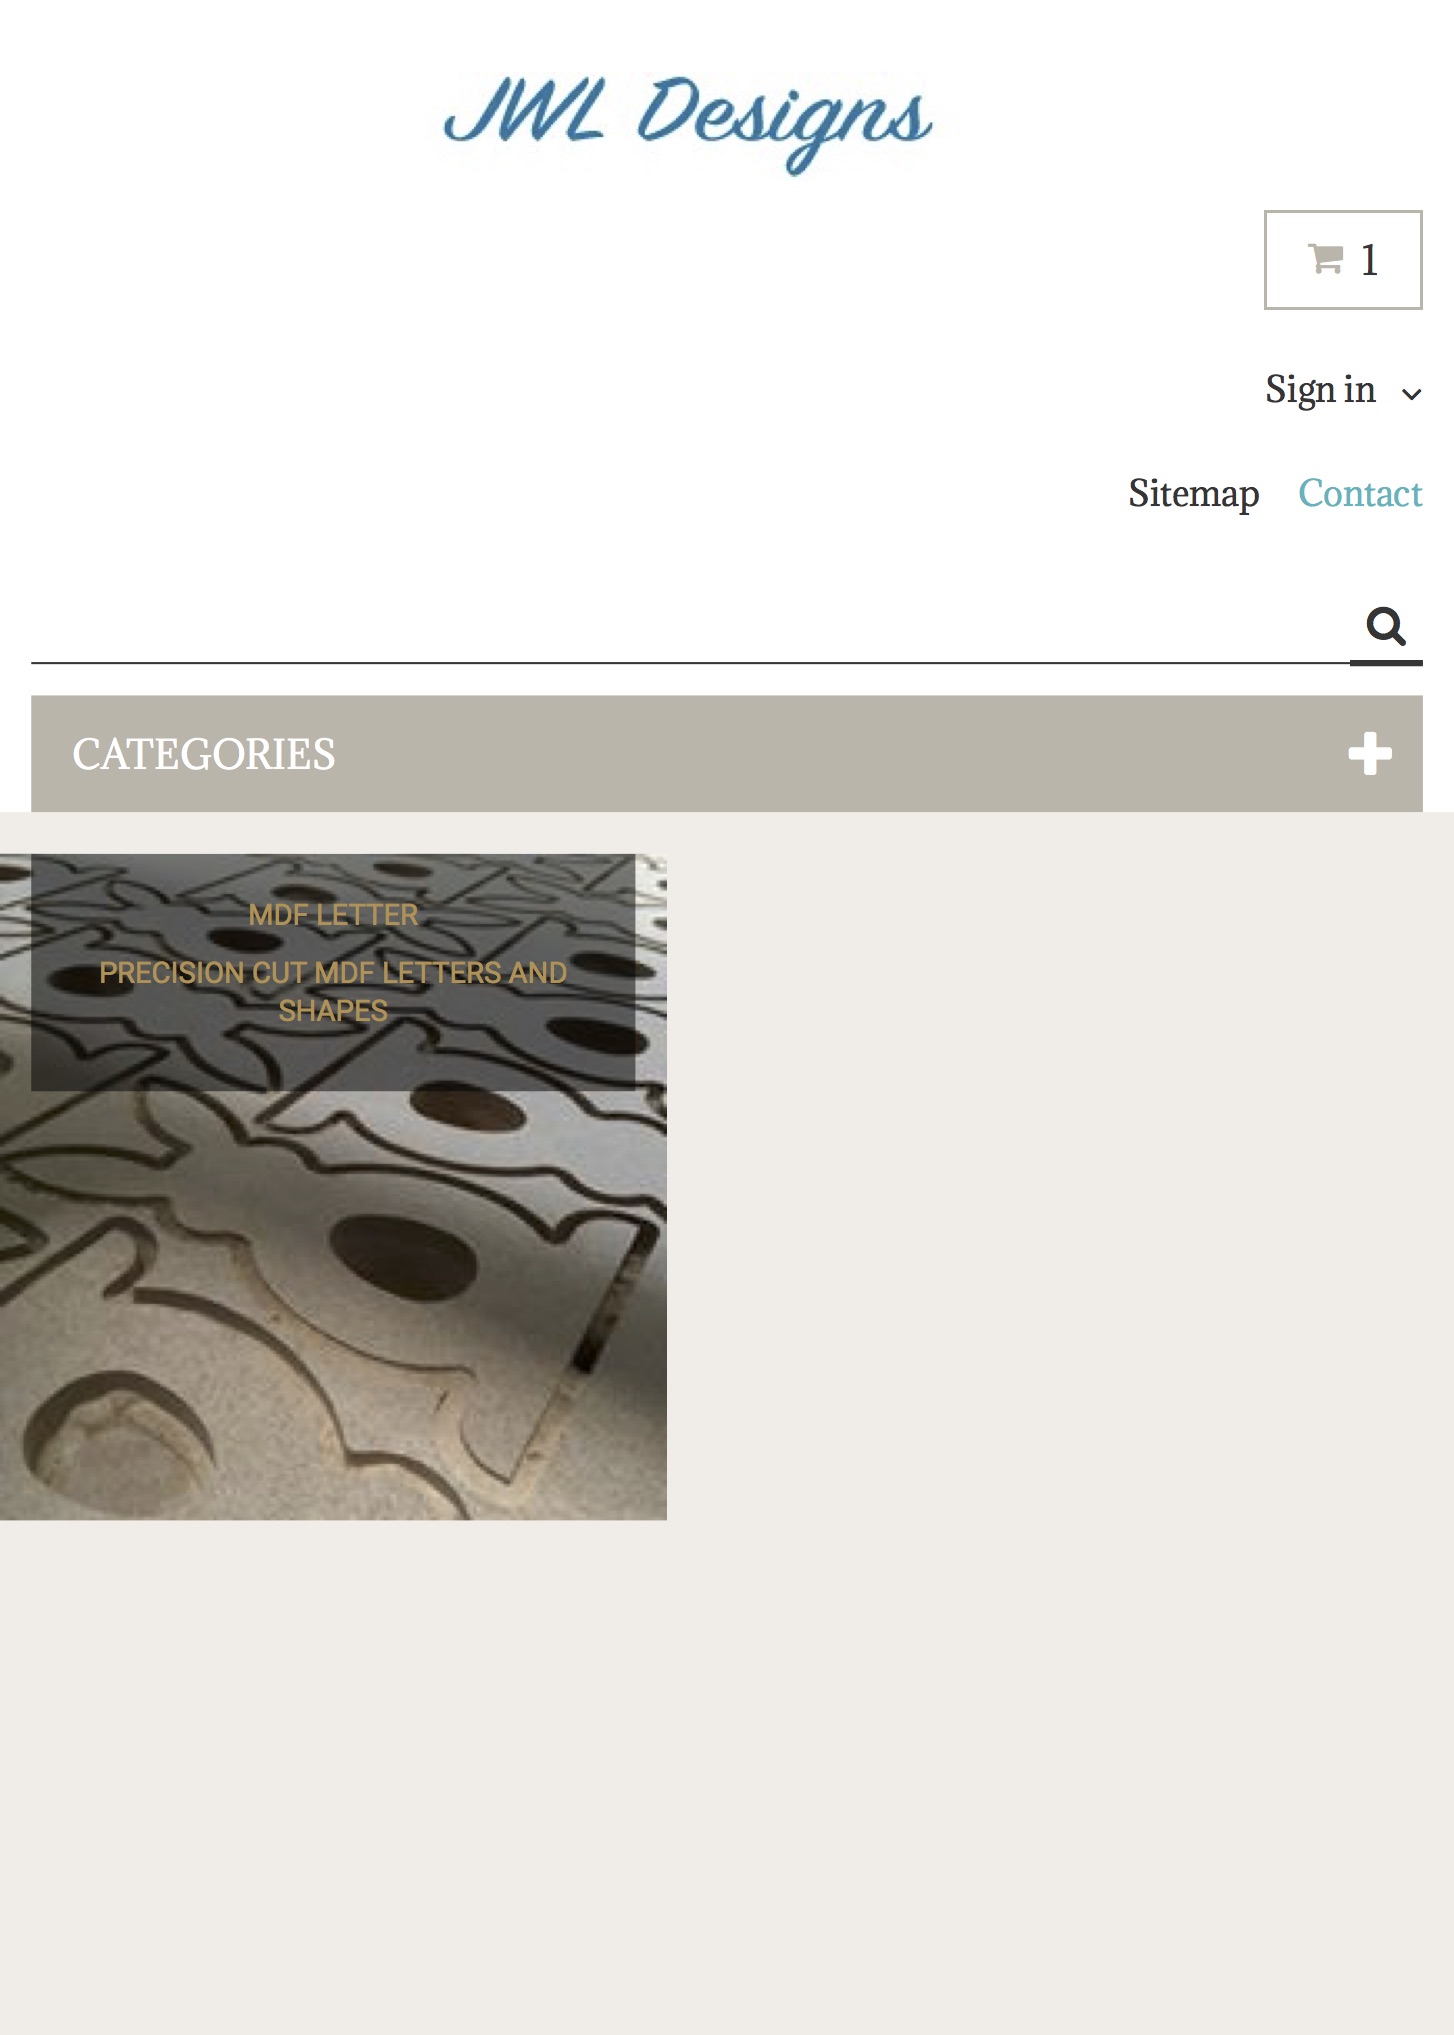 JWL Designs
1
Sign in
Sitemap Contact
CATEGORIES
MDF LETTER
PRECISION CUT MDF LETTERS AND
SHAPES